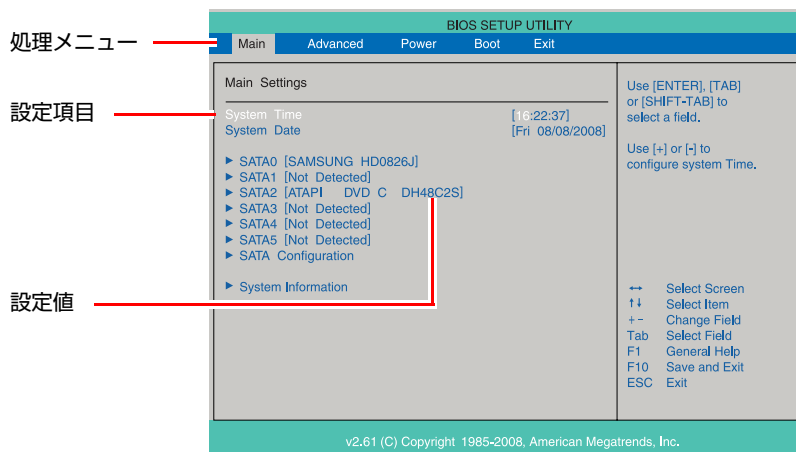 BIOS SETUP UTILITY
処理メニュー
Main Advanced Power Boot Exit
Main Settings
設定項目
System Time [16:22:37]
System Date [Fri 08/08/2008]
► SATA0 [SAMSUNG HD0826J]
► SATA1 [Not Detected]
► SATA2 [ATAPI DVD C DH48C2S]
► SATA3 [Not Detected]
► SATA4 [Not Detected]
► SATA5 [Not Detected]
► SATA Configuration
► System Information
設定値
Use [ENTER], [TAB]
or [SHIFT-TAB] to
select a field.
Use [+] or [-] to
configure system Time.
↔ Select Screen
↑↓ Select Item
+- Change Field
Tab Select Field
F1 General Help
F10 Save and Exit
ESC Exit
v2.61 (C) Copyright 1985-2008, American Megatrends, Inc.